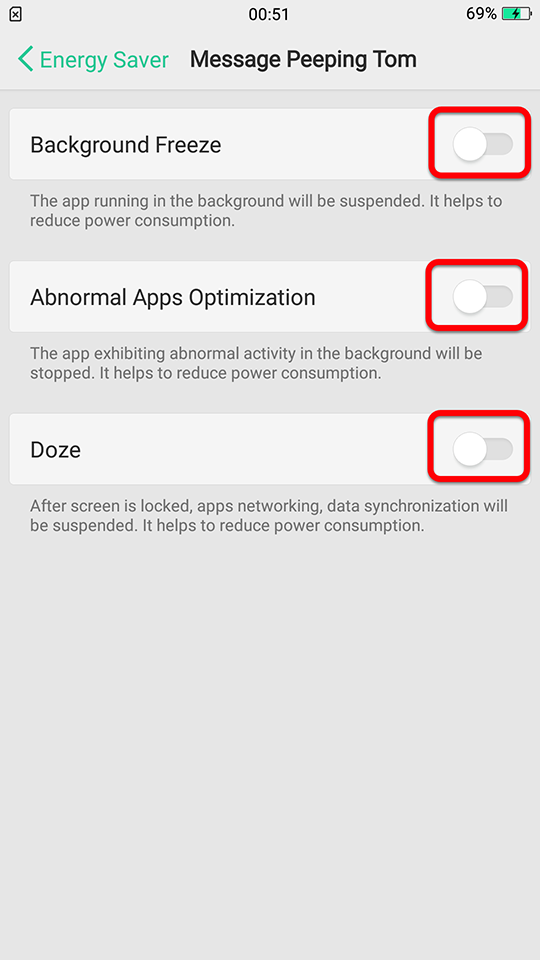 00:51
69%
Energy Saver Message Peeping Tom
Background Freeze
The app running in the background will be suspended. It helps to
reduce power consumption.
Abnormal Apps Optimization
The app exhibiting abnormal activity in the background will be
stopped. It helps to reduce power consumption.
Doze
After screen is locked, apps networking, data synchronization will
be suspended. It helps to reduce power consumption.